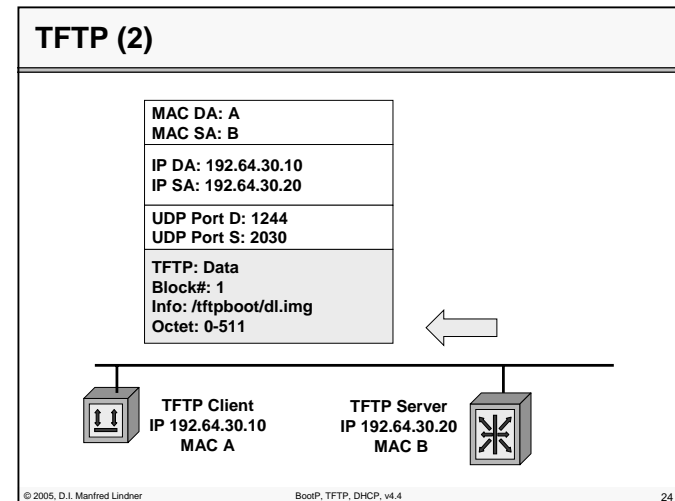 TFTP (2)
MAC DA: A
MAC SA: B
IP DA: 192.64.30.10
IP SA: 192.64.30.20
UDP Port D: 1244
UDP Port S: 2030
TFTP: Data
Block#: 1
Info: /tftpboot/dl.img
Octet: 0-511
TFTP Client
IP 192.64.30.10
MAC A
TFTP Server
IP 192.64.30.20
MAC B
© 2005, D.I. Manfred Lindner
BootP, TFTP, DHCP, v4.4
24